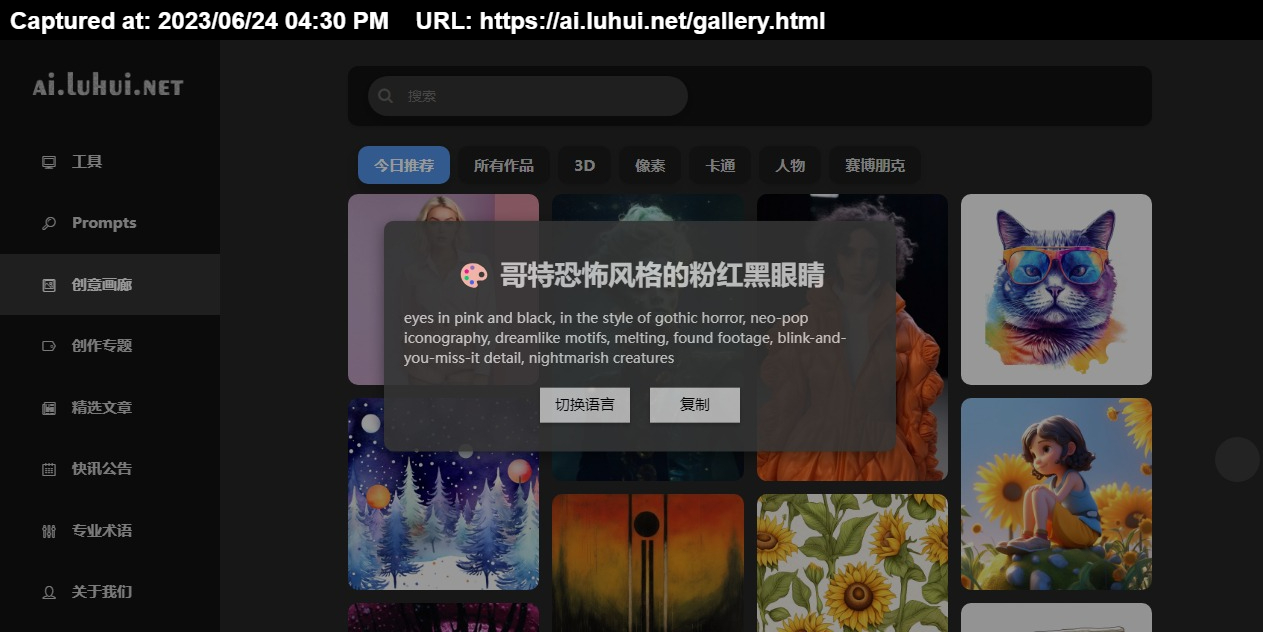 Captured at: 2023/06/24 04:30 PM URL: https://ai.luhui.net/gallery.html
ai.luhui.NET
搜索
工具
Prompts
创意画廊
创作专题
精选文章
快讯公告
专业术语
关于我们
今日推荐 所有作品 3D 像素 卡通 人物 赛博朋克
哥特恐怖风格的粉红黑眼睛
eyes in pink and black, in the style of gothic horror, neo-pop
iconography, dreamlike motifs, melting, found footage, blink-and-
you-miss-it detail, nightmarish creatures
切换语言 复制